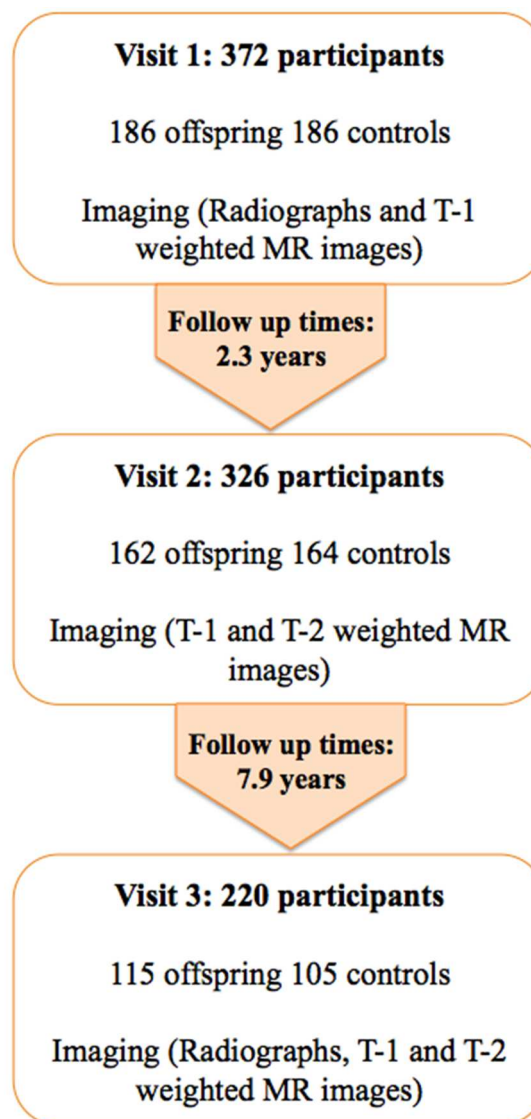 Visit 1: 372 participants
186 offspring 186 controls
Imaging (Radiographs and T-1
weighted MR images)
Follow up times:
2.3 years
Visit 2: 326 participants
162 offspring 164 controls
Imaging (T-1 and T-2 weighted MR
images)
Follow up times:
7.9 years
Visit 3: 220 participants
115 offspring 105 controls
Imaging (Radiographs, T-1 and T-2
weighted MR images)